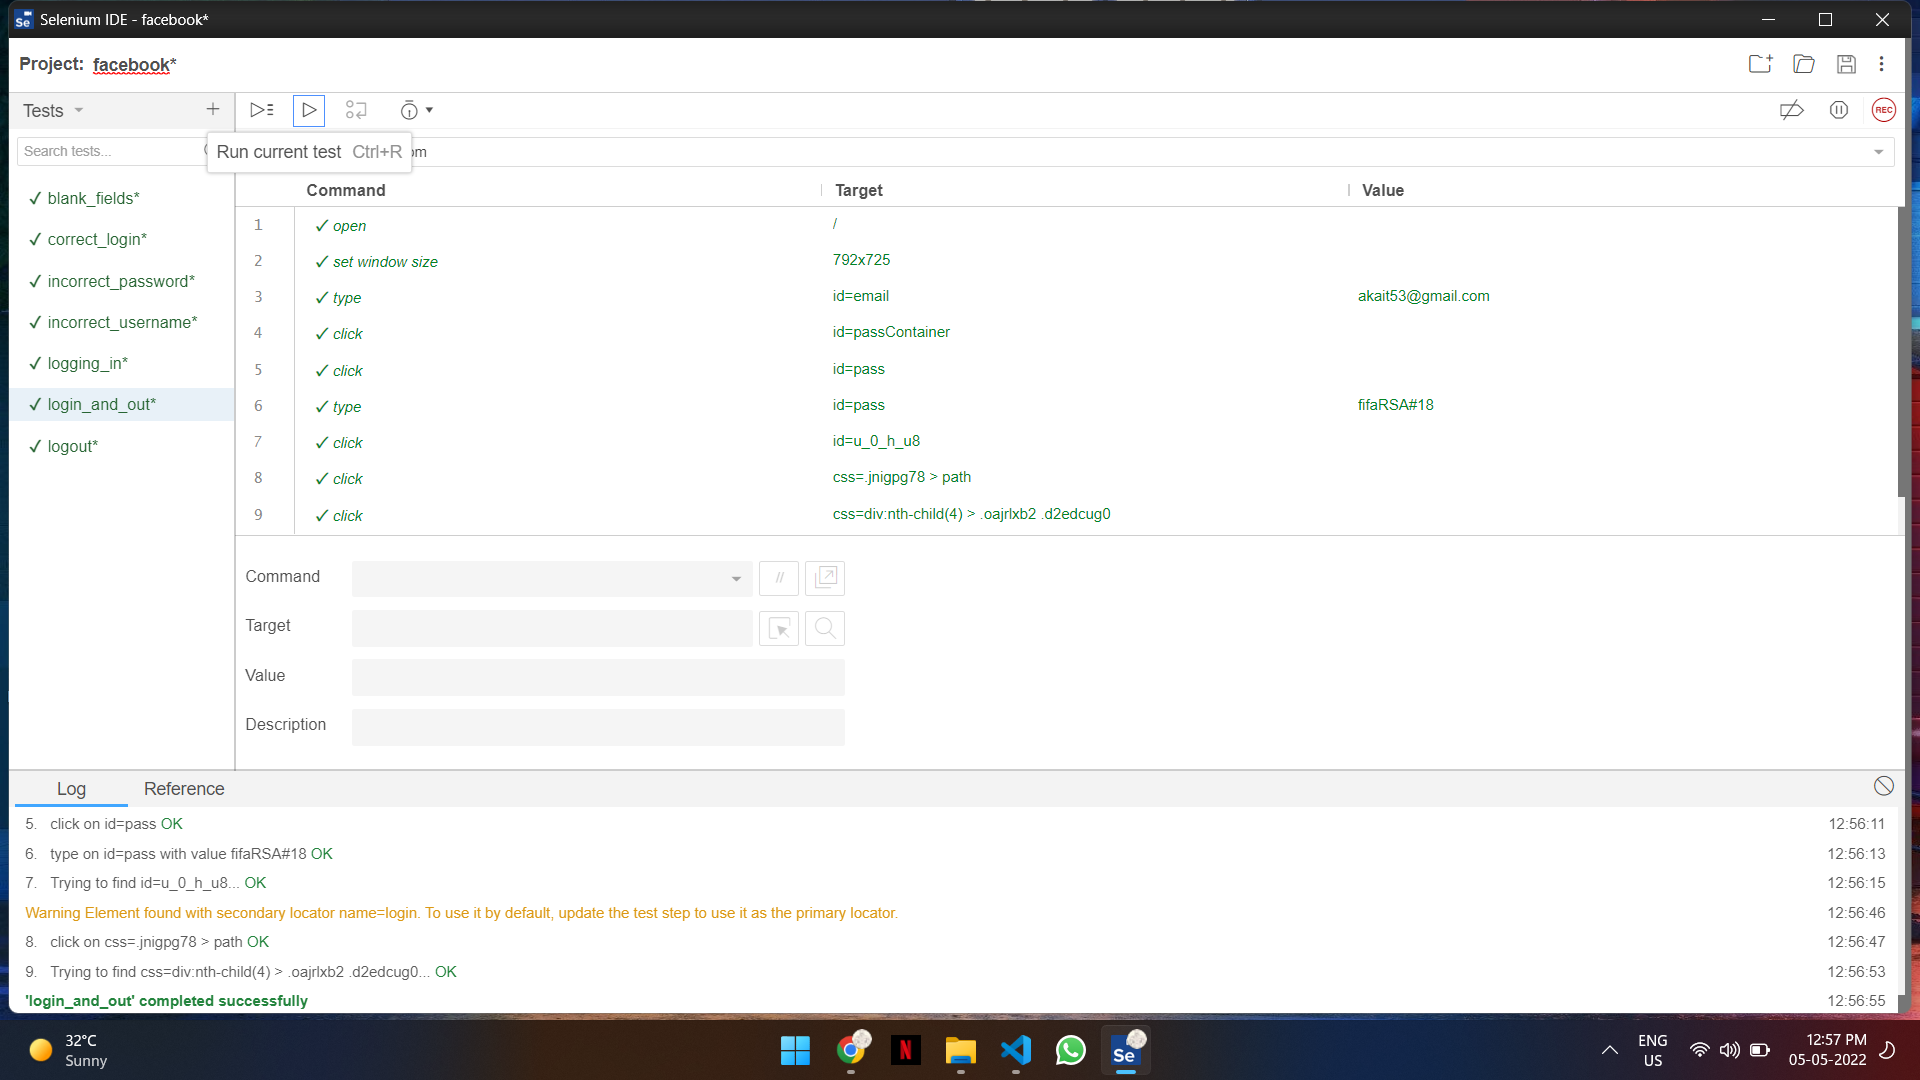 Selenium IDE - facebook*
Project: facebook*
Tests
Run current test Ctrl+R
om
Search tests...
Command Target Value
blank_fields*
correct_login*
incorrect_password*
incorrect_username*
logging_in*
login_and_out*
logout*
1 open /
2 set window size 792x725
3 type id=email akait53@gmail.com
4 click id=passContainer
5 click id=pass
6 type id=pass fifaRSA#18
7 click id=u_0_h_u8
8 click css=.jnigpg78 > path
9 click css=div:nth-child(4) > .oajrlxb2 .d2edcug0
Command //
Target
Value
Description
Log Reference
5. click on id=pass OK 12:56:11
6. type on id=pass with value fifaRSA#18 OK 12:56:13
7. Trying to find id=u_0_h_u8... OK 12:56:15
Warning Element found with secondary locator name=login. To use it by default, update the test step to use it as the primary locator. 12:56:46
8. click on css=.jnigpg78 > path OK 12:56:47
9. Trying to find css=div:nth-child(4) > .oajrlxb2 .d2edcug0... OK 12:56:53
'login_and_out' completed successfully 12:56:55
REC
Se
32°C
Sunny
N
Se
ENG
US
12:57 PM
05-05-2022